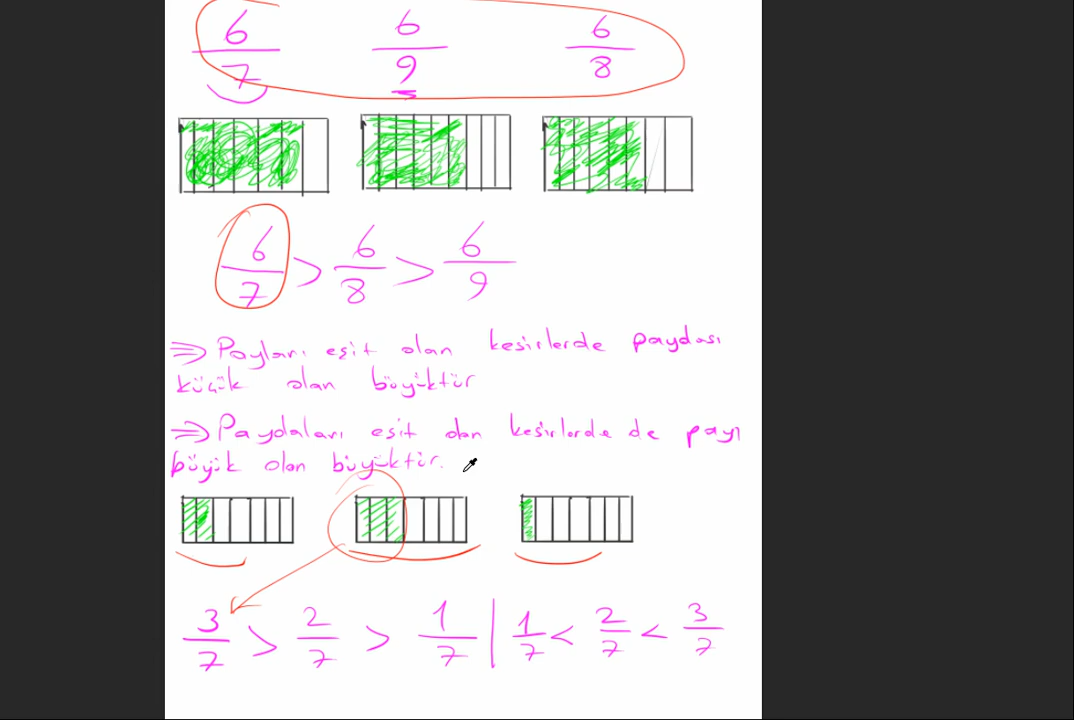 6/7 6/9 6/8
6/7 > 6/8 > 6/9
⇒ Payları eşit olan kesirlerde paydası
küçük olan büyüktür
⇒ Paydaları eşit olan kesirlerde de payı
büyük olan büyüktür.
3/7 > 2/7 > 1/7 | 1/7 < 2/7 < 3/7